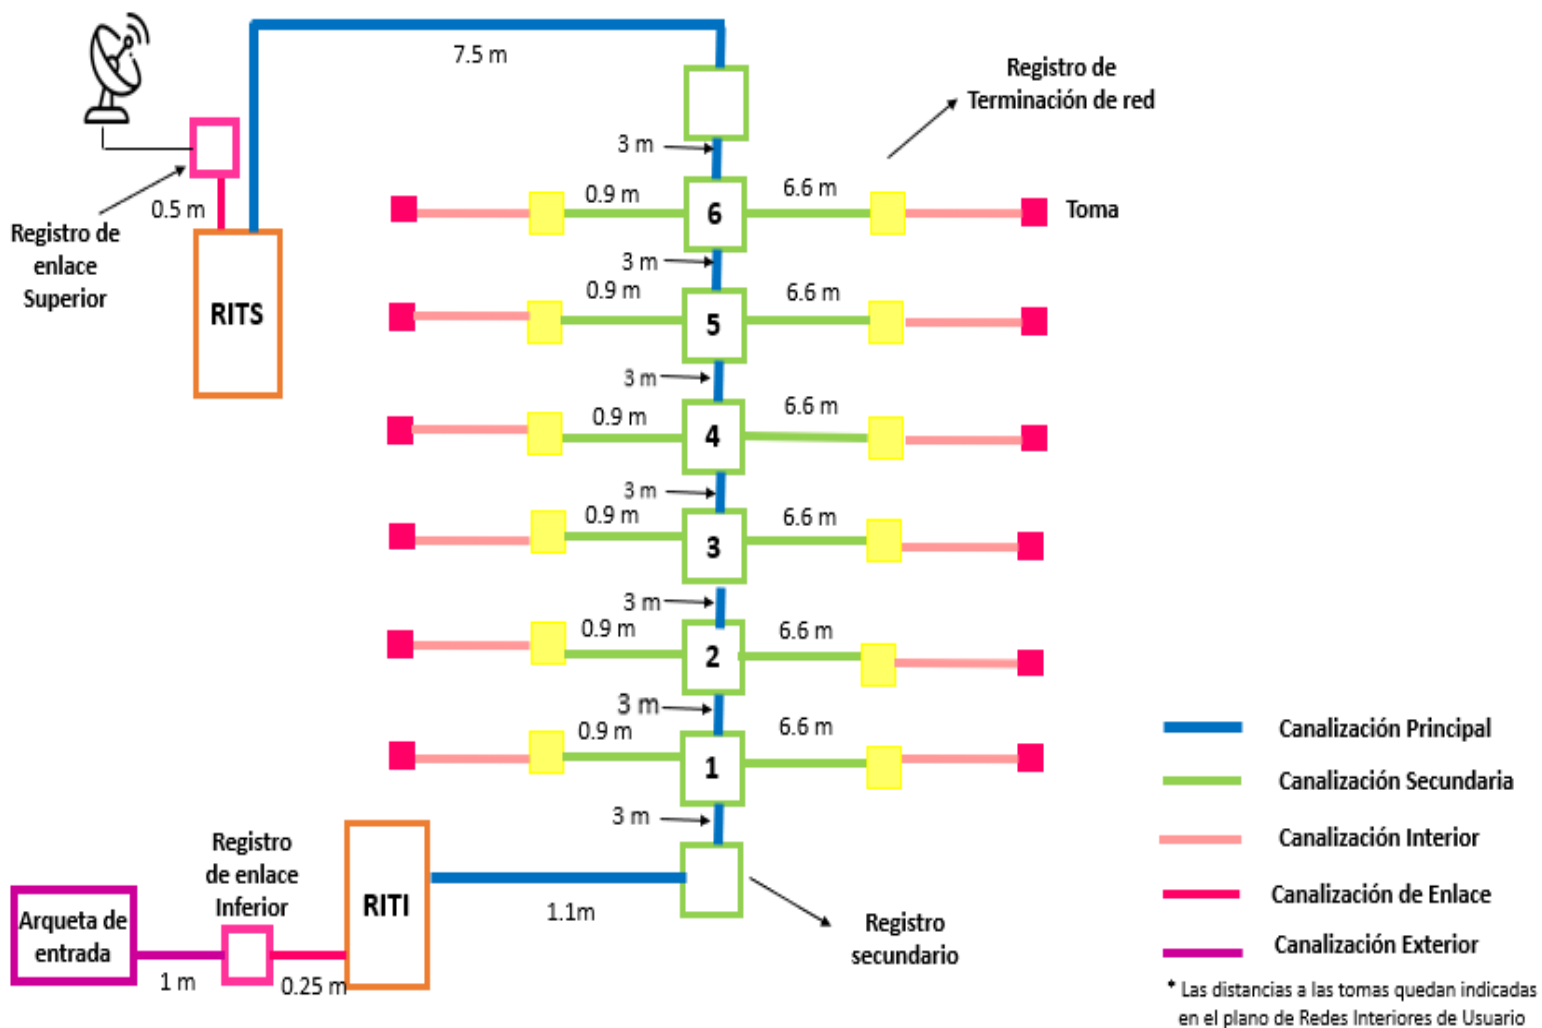 7.5 m
Registro de
Terminación de red
3 m
0.5 m
Registro de
enlace
Superior
RITS
0.9 m
6
6.6 m
Toma
3 m
0.9 m
5
6.6 m
3 m
0.9 m
4
6.6 m
3 m
0.9 m
3
6.6 m
3 m
0.9 m
2
6.6 m
3 m
0.9 m
1
6.6 m
3 m
Registro
de enlace
Inferior
RITI
1.1m
Arqueta de
entrada
1 m
0.25 m
Registro
secundario
Canalización Principal
Canalización Secundaria
Canalización Interior
Canalización de Enlace
Canalización Exterior
* Las distancias a las tomas quedan indicadas
en el plano de Redes Interiores de Usuario